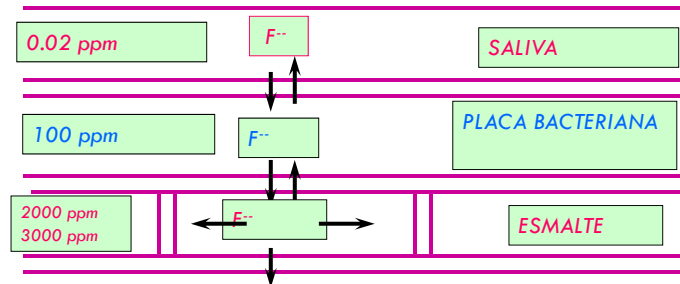 0.02 ppm F-- SALIVA
100 ppm F-- PLACA BACTERIANA
2000 ppm
3000 ppm F-- ESMALTE